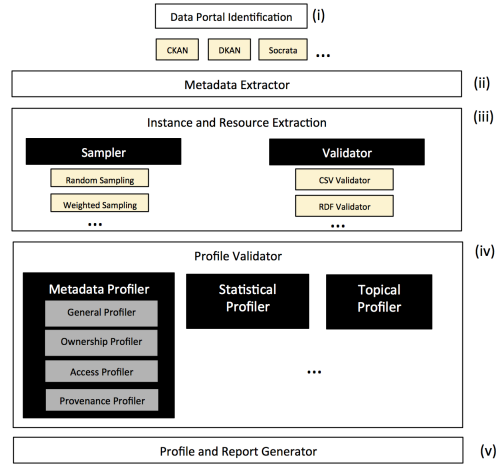 Data Portal Identification (i)
CKAN DKAN Socrata ...
Metadata Extractor (ii)
Instance and Resource Extraction (iii)
Sampler Validator
Random Sampling CSV Validator
Weighted Sampling RDF Validator
... ...
Profile Validator (iv)
Metadata Profiler
Statistical Profiler
Topical Profiler
General Profiler
Ownership Profiler
Access Profiler
...
Provenance Profiler
Profile and Report Generator (v)